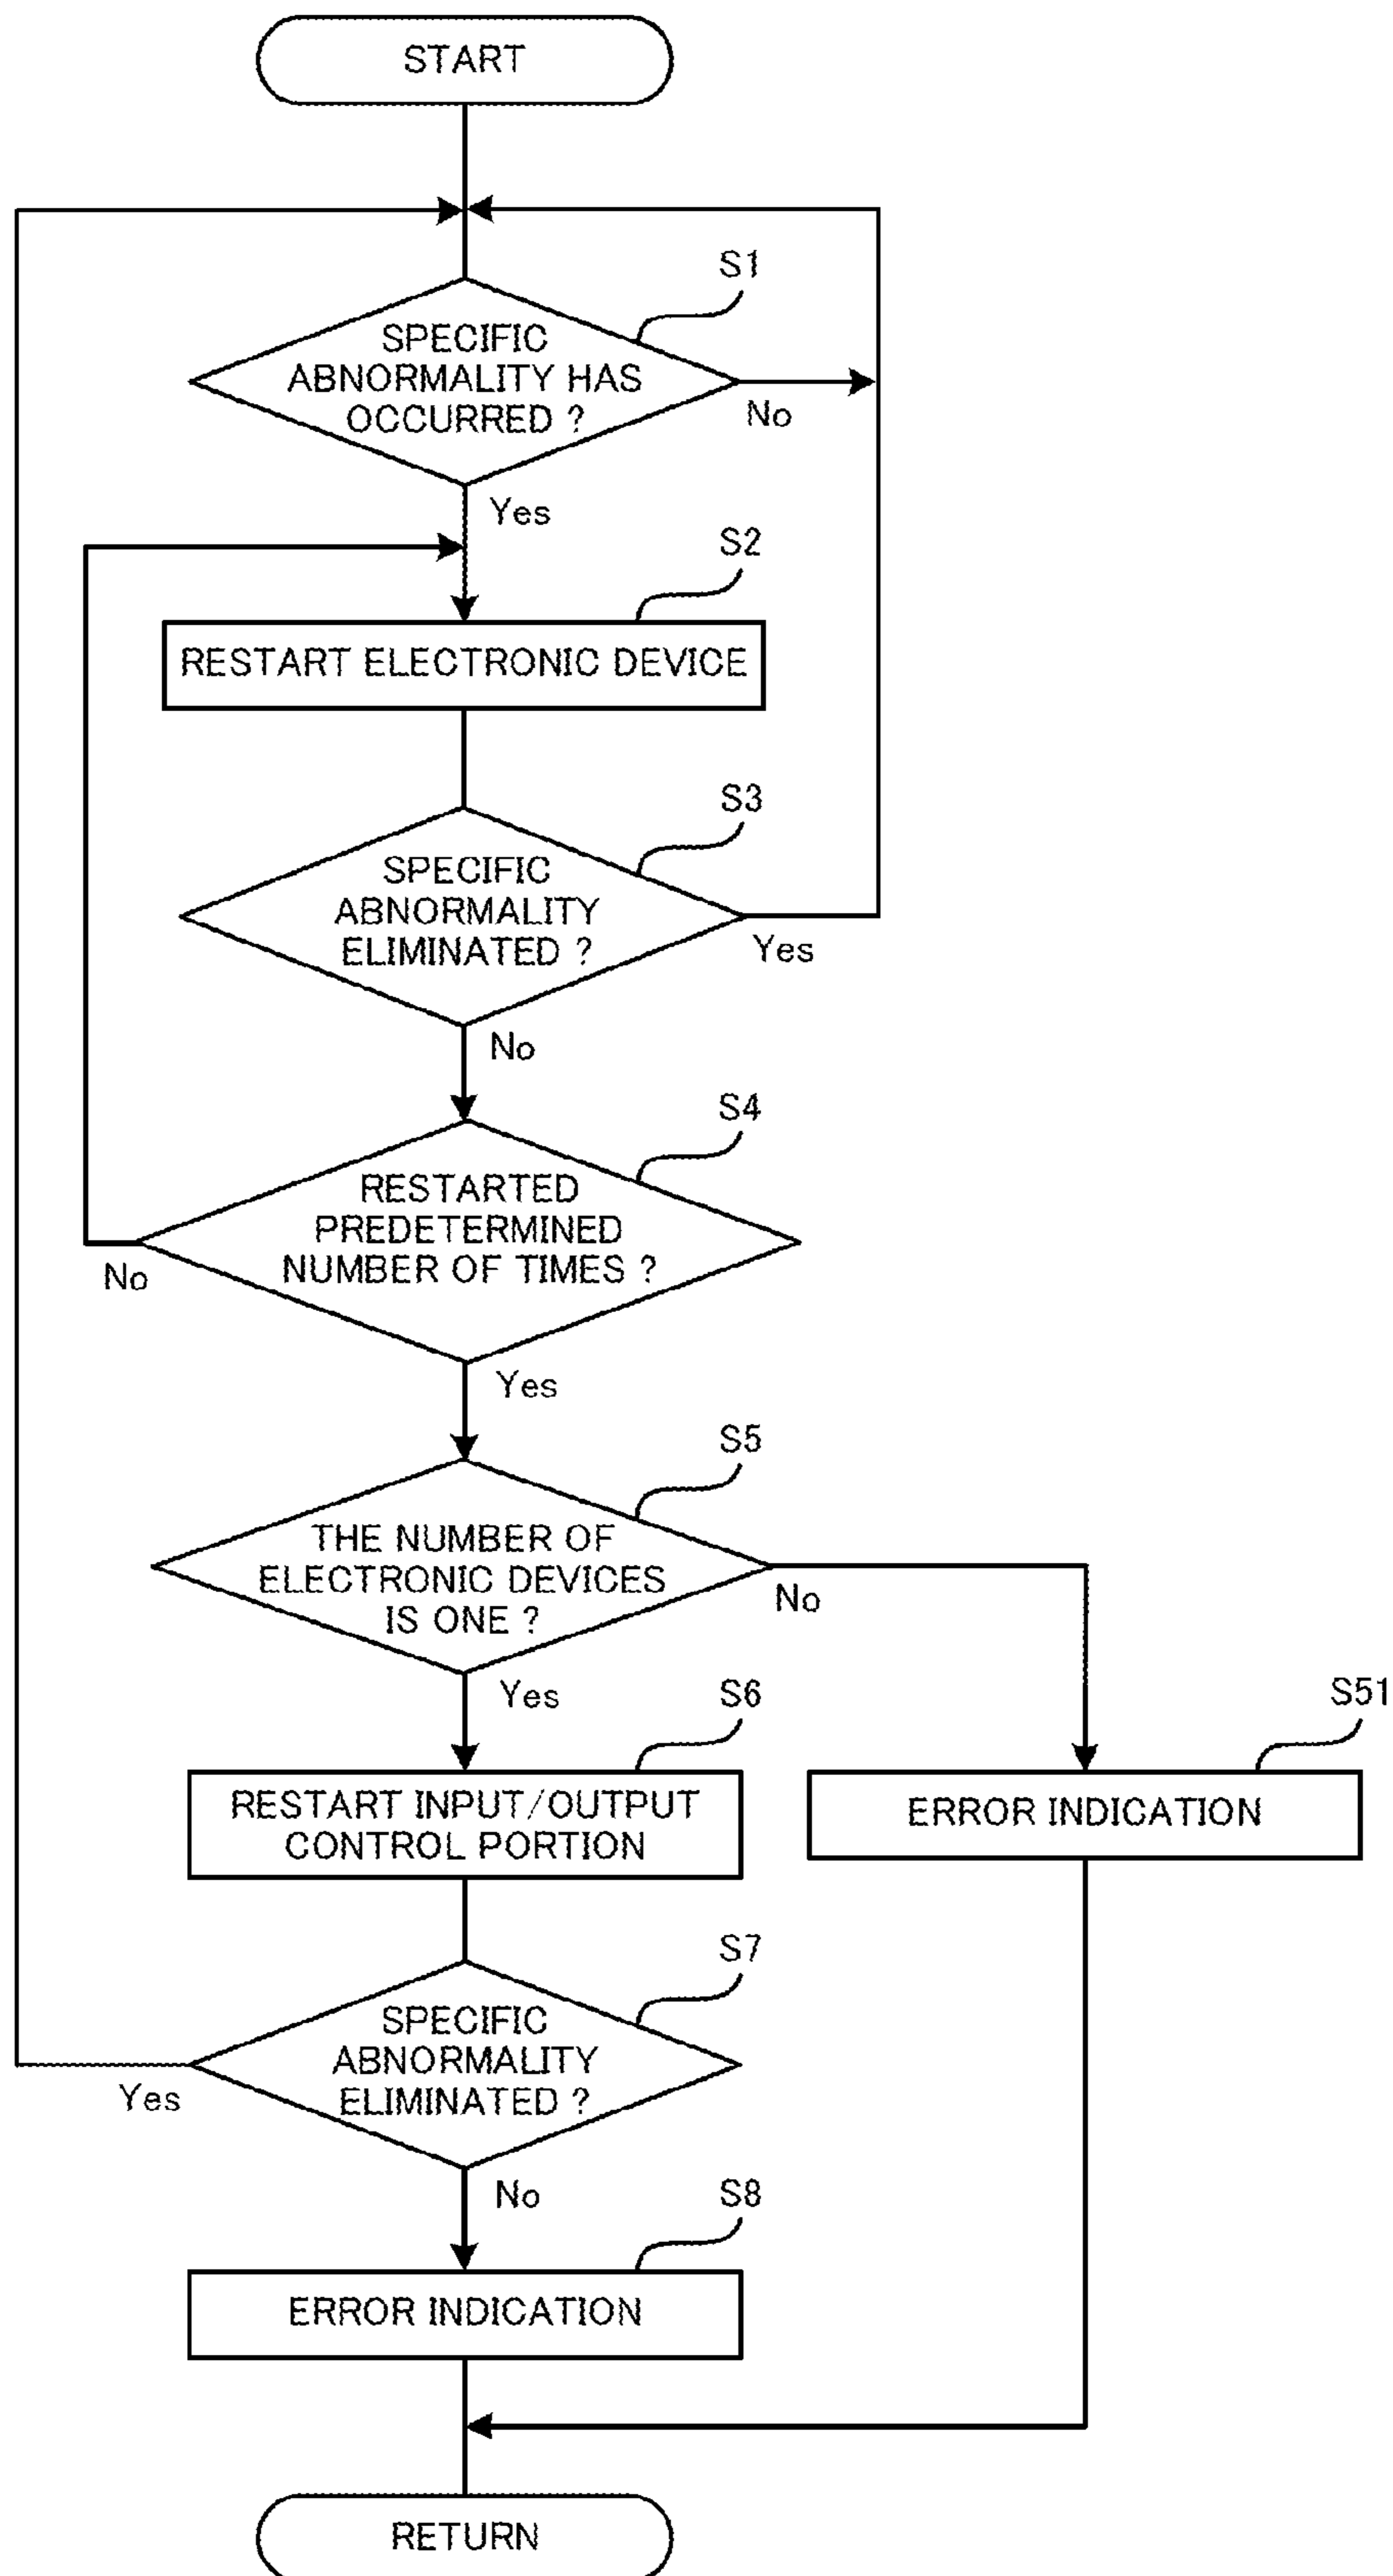 START
S1
SPECIFIC
ABNORMALITY HAS
OCCURRED ?
No
Yes
S2
RESTART ELECTRONIC DEVICE
S3
SPECIFIC
ABNORMALITY
ELIMINATED ?
Yes
No
S4
RESTARTED
PREDETERMINED
NUMBER OF TIMES ?
No
Yes
S5
THE NUMBER OF
ELECTRONIC DEVICES
IS ONE ?
No
Yes
S6
S51
RESTART INPUT/OUTPUT
CONTROL PORTION
ERROR INDICATION
S7
SPECIFIC
ABNORMALITY
ELIMINATED ?
Yes
No
S8
ERROR INDICATION
RETURN